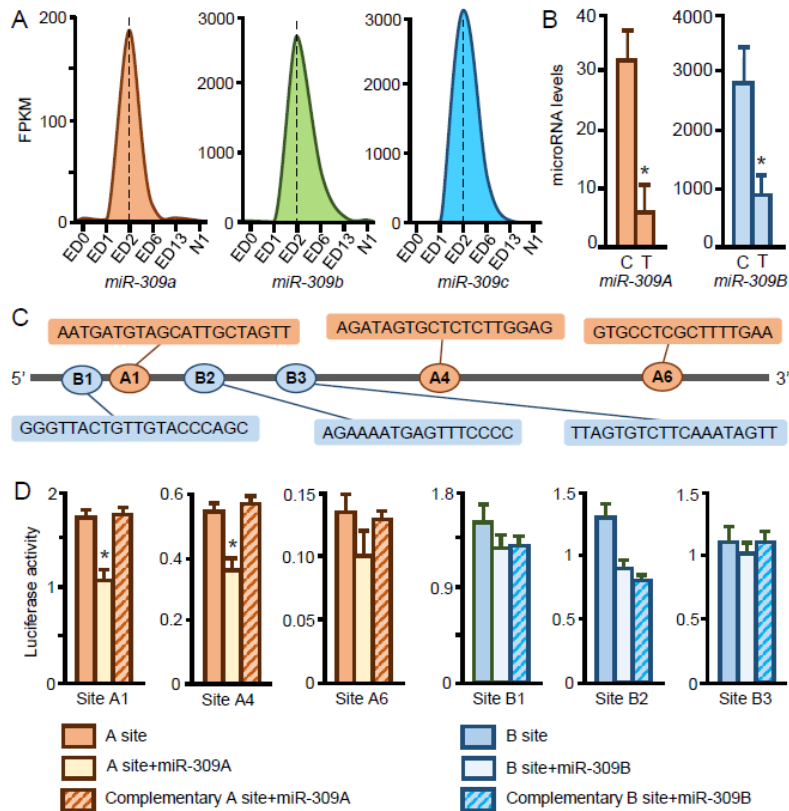 A
B
FPKM
200
100
0
ED0
ED1
ED2
ED6
ED13
N1
miR-309a
3000
2000
1000
0
ED0
ED1
ED2
ED6
ED13
N1
miR-309b
3000
2000
1000
0
ED0
ED1
ED2
ED6
ED13
N1
miR-309c
microRNA levels
40
30
20
10
0
*
C T
miR-309A
4000
3000
2000
1000
0
*
C T
miR-309B
C
AATGATGTAGCATTGCTAGTT
AGATAGTGCTCTCTTGGAG
GTGCCTCGCTTTTGAA
5’ B1 A1 B2 B3 A4 A6 3’
GGGTTACTGTTGTACCCAGC
AGAAAATGAGTTTCCCC
TTAGTGTCTTCAAATAGTT
D
Luciferase activity
2
1
0
*
Site A1
0.6
0.4
0.2
0
*
Site A4
0.15
0.10
0.05
0
Site A6
1.8
0.9
0
Site B1
1.5
1
0.5
0
Site B2
1.5
1
0.5
0
Site B3
A site
A site+miR-309A
Complementary A site+miR-309A
B site
B site+miR-309B
Complementary B site+miR-309B